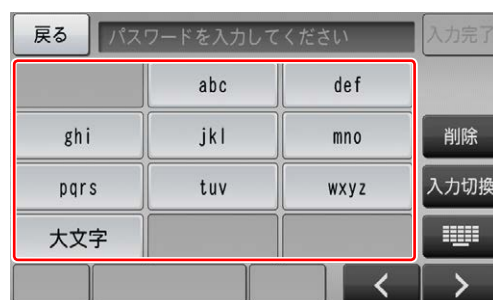 戻る パスワードを入力してください 入力完了
abc def
ghi jkl mno 削除
pqrs tuv wxyz 入力切換
大文字
< >